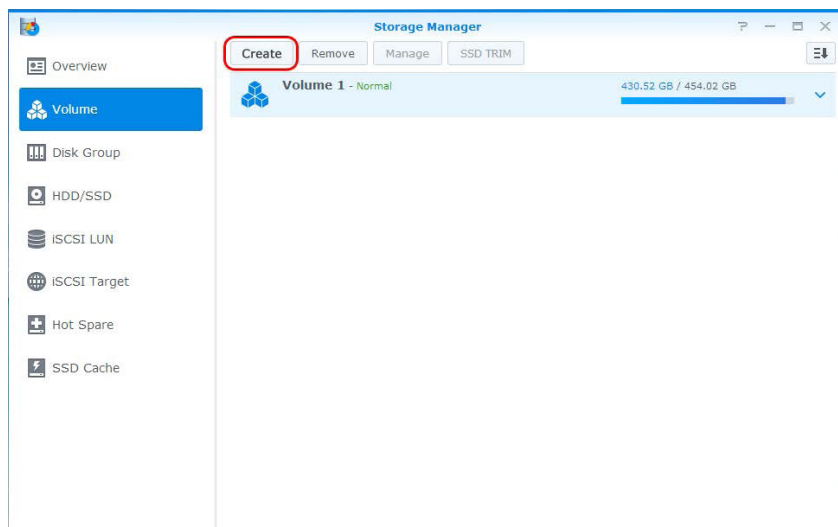 Storage Manager
Create Remove Manage SSD TRIM
Overview
Volume
Disk Group
HDD/SSD
iSCSI LUN
iSCSI Target
Hot Spare
SSD Cache
Volume 1 - Normal
430.52 GB / 454.02 GB